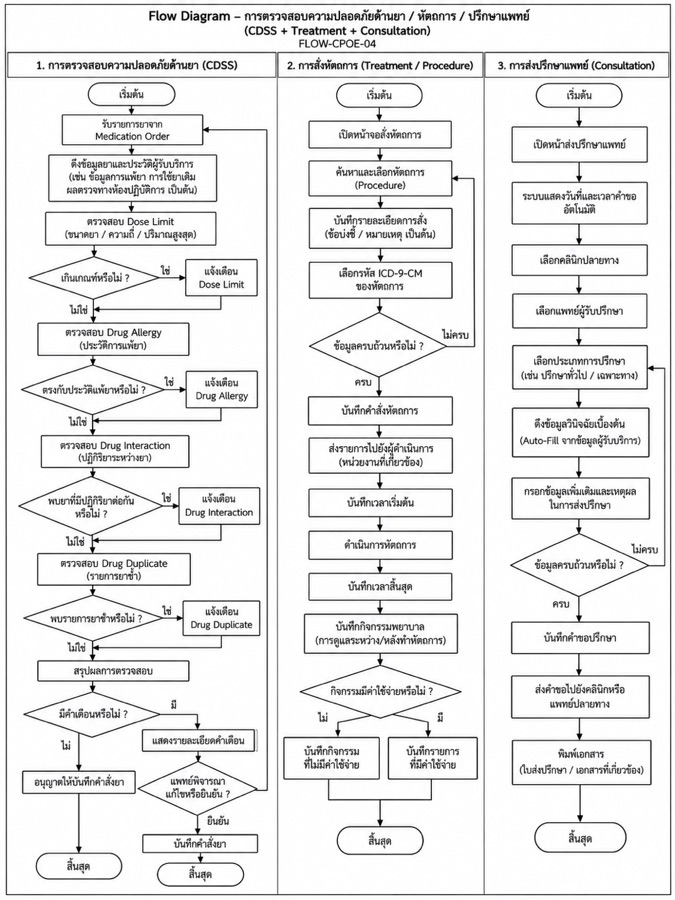 Flow Diagram – การตรวจสอบความปลอดภัยด้านยา / หัตถการ / ปรึกษาแพทย์
(CDSS + Treatment + Consultation)
FLOW-CPOE-04
1. การตรวจสอบความปลอดภัยด้านยา (CDSS)
เริ่มต้น
รับรายการยาจาก
Medication Order
ดึงข้อมูลยาและประวัติผู้รับบริการ
(เช่น ข้อมูลการแพ้ยา การใช้ยาเดิม
ผลตรวจทางห้องปฏิบัติการ เป็นต้น)
ตรวจสอบ Dose Limit
(ขนาดยา / ความถี่ / ปริมาณสูงสุด)
เกินเกณฑ์หรือไม่ ?
ใช่
แจ้งเตือน
Dose Limit
ไม่ใช่
ตรวจสอบ Drug Allergy
(ประวัติการแพ้ยา)
ตรงกับประวัติแพ้ยาหรือไม่ ?
ใช่
แจ้งเตือน
Drug Allergy
ไม่ใช่
ตรวจสอบ Drug Interaction
(ปฏิกิริยาระหว่างยา)
พบยาที่มีปฏิกิริยาต่อกัน
หรือไม่ ?
ใช่
แจ้งเตือน
Drug Interaction
ไม่ใช่
ตรวจสอบ Drug Duplicate
(รายการยาซ้ำ)
พบรายการยาซ้ำหรือไม่ ?
ใช่
แจ้งเตือน
Drug Duplicate
ไม่ใช่
สรุปผลการตรวจสอบ
มีคำเตือนหรือไม่ ?
มี
แสดงรายละเอียดคำเตือน
ไม่
แพทย์พิจารณา
แก้ไขหรือยืนยัน ?
อนุญาตให้บันทึกคำสั่งยา
ยืนยัน
บันทึกคำสั่งยา
สิ้นสุด
สิ้นสุด
2. การสั่งหัตถการ (Treatment / Procedure)
เริ่มต้น
เปิดหน้าจอสั่งหัตถการ
ค้นหาและเลือกหัตถการ
(Procedure)
บันทึกรายละเอียดการสั่ง
(ข้อบ่งชี้ / หมายเหตุ เป็นต้น)
เลือกรหัส ICD-9-CM
ของหัตถการ
ไม่ครบ
ข้อมูลครบถ้วนหรือไม่ ?
ครบ
บันทึกคำสั่งหัตถการ
ส่งรายการไปยังผู้ดำเนินการ
(หน่วยงานที่เกี่ยวข้อง)
บันทึกเวลาเริ่มต้น
ดำเนินการหัตถการ
บันทึกเวลาสิ้นสุด
บันทึกกิจกรรมพยาบาล
(การดูแลระหว่าง/หลังทำหัตถการ)
กิจกรรมมีค่าใช้จ่ายหรือไม่ ?
ไม่
มี
บันทึกกิจกรรม
ที่ไม่มีค่าใช้จ่าย
บันทึกรายการ
ที่มีค่าใช้จ่าย
สิ้นสุด
3. การส่งปรึกษาแพทย์ (Consultation)
เริ่มต้น
เปิดหน้าส่งปรึกษาแพทย์
ระบบแสดงวันที่และเวลาคำขอ
อัตโนมัติ
เลือกคลินิกปลายทาง
เลือกแพทย์ผู้รับปรึกษา
เลือกประเภทการปรึกษา
(เช่น ปรึกษาทั่วไป / เฉพาะทาง)
ดึงข้อมูลวินิจฉัยเบื้องต้น
(Auto-Fill จากข้อมูลผู้รับบริการ)
กรอกข้อมูลเพิ่มเติมและเหตุผล
ในการส่งปรึกษา
ไม่ครบ
ข้อมูลครบถ้วนหรือไม่ ?
ครบ
บันทึกคำขอปรึกษา
ส่งคำขอไปยังคลินิกหรือ
แพทย์ปลายทาง
พิมพ์เอกสาร
(ใบส่งปรึกษา / เอกสารที่เกี่ยวข้อง)
สิ้นสุด